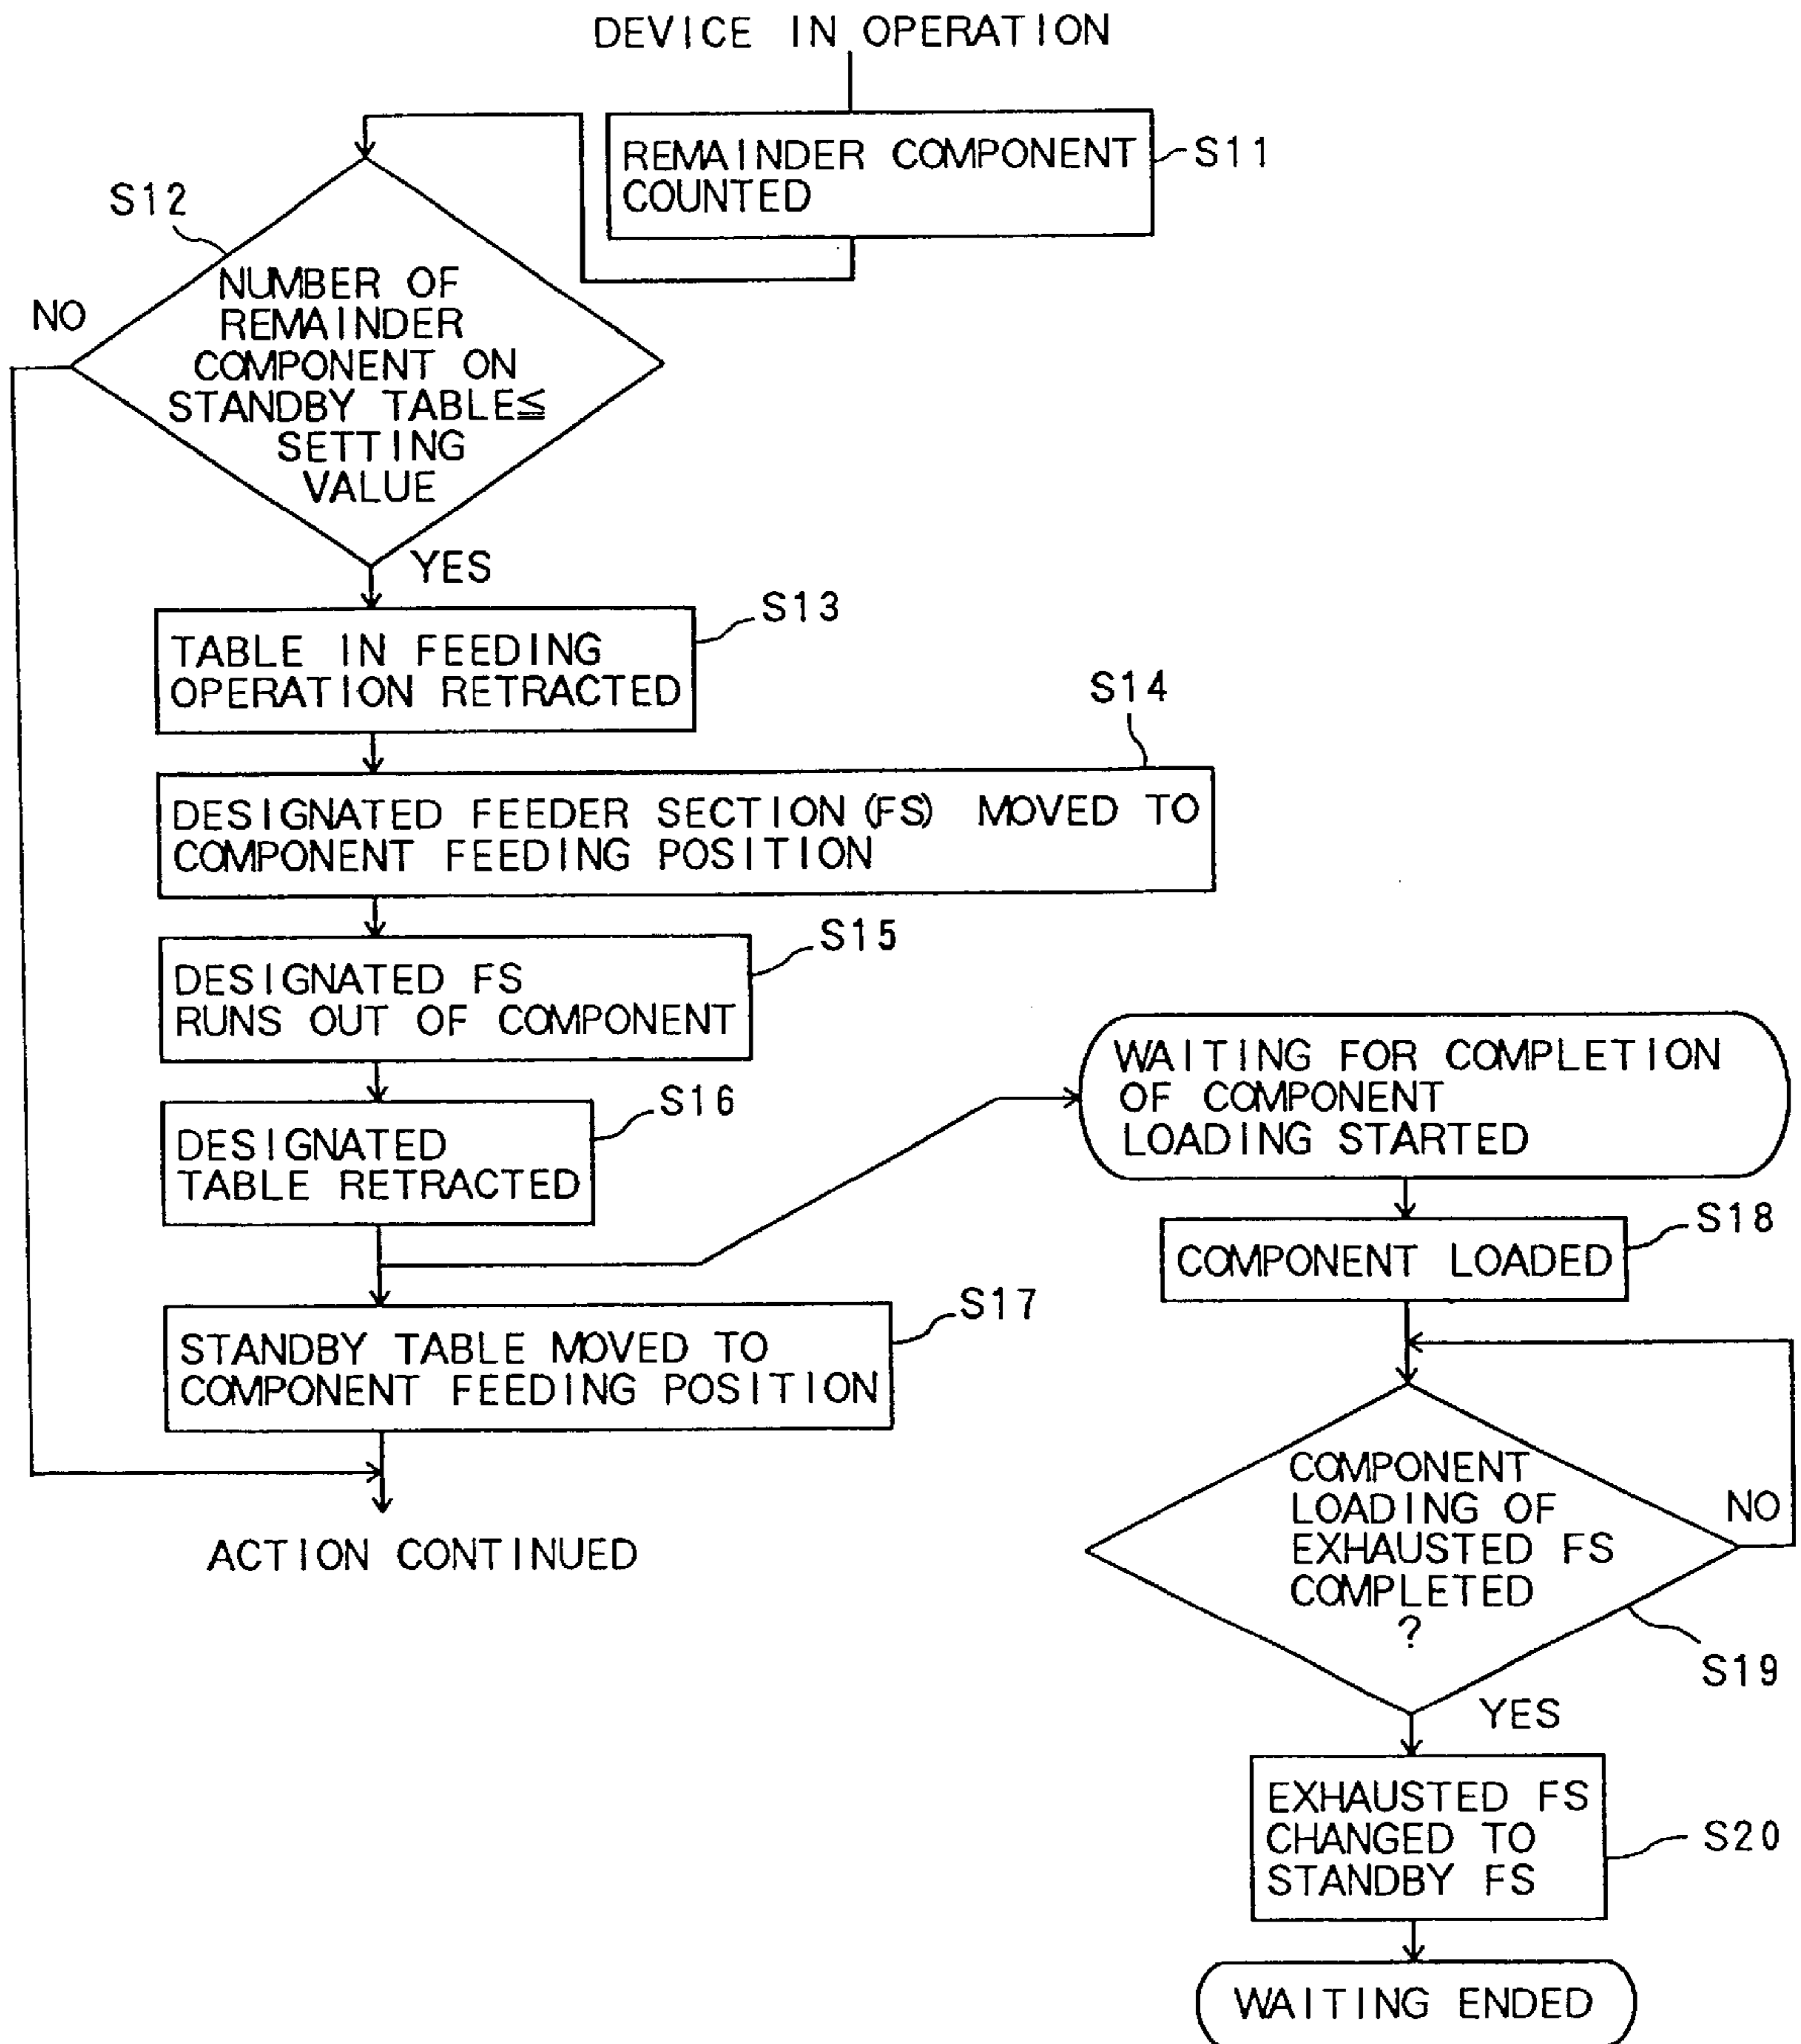 DEVICE IN OPERATION
REMAINDER COMPONENT
COUNTED
S11
S12
NUMBER OF
REMAINDER
COMPONENT ON
STANDBY TABLE≦
SETTING
VALUE
NO
YES
TABLE IN FEEDING
OPERATION RETRACTED
S13
S14
DESIGNATED FEEDER SECTION (FS) MOVED TO
COMPONENT FEEDING POSITION
DESIGNATED FS
RUNS OUT OF COMPONENT
S15
DESIGNATED
TABLE RETRACTED
S16
STANDBY TABLE MOVED TO
COMPONENT FEEDING POSITION
S17
ACTION CONTINUED
WAITING FOR COMPLETION
OF COMPONENT
LOADING STARTED
COMPONENT LOADED
S18
COMPONENT
LOADING OF
EXHAUSTED FS
COMPLETED
?
NO
S19
YES
EXHAUSTED FS
CHANGED TO
STANDBY FS
S20
WAITING ENDED